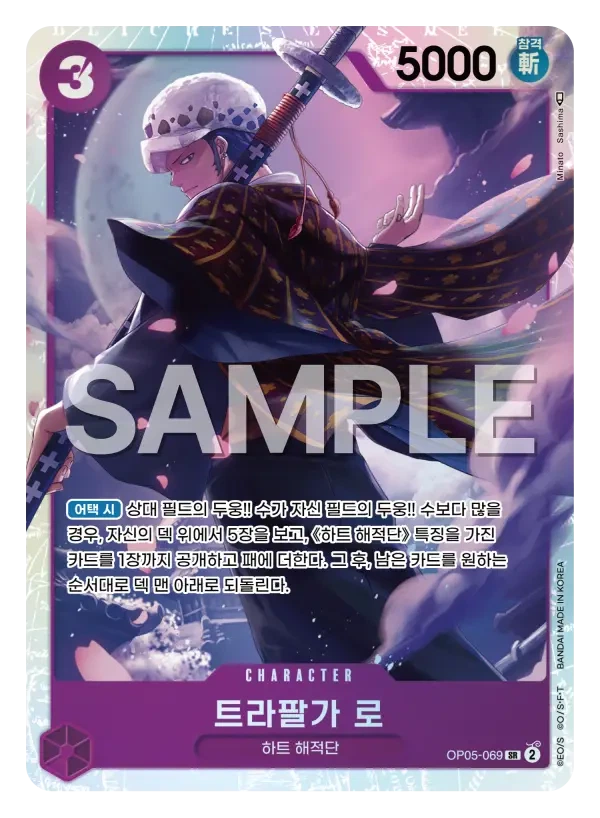 3
5000
참격
斬
Minato Sashima
SAMPLE
어택 시 상대 필드의 두웅!! 수가 자신 필드의 두웅!! 수보다 많을
경우, 자신의 덱 위에서 5장을 보고, 《하트 해적단》 특징을 가진
카드를 1장까지 공개하고 패에 더한다. 그 후, 남은 카드를 원하는
순서대로 덱 맨 아래로 되돌린다.
CHARACTER
트라팔가 로
하트 해적단
OP05-069 SR 2
©EO/S ©O/S·F·T BANDAI MADE IN KOREA